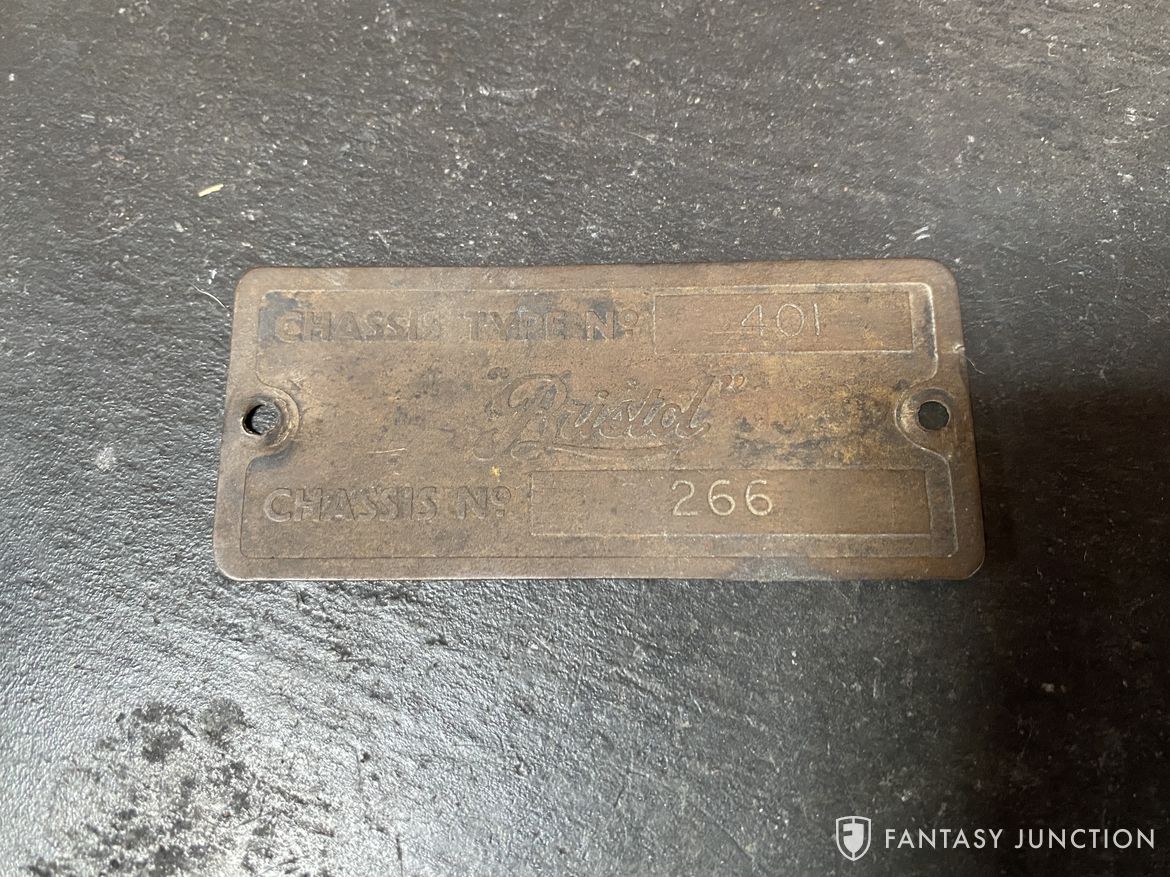 CHASSIS TYPE Nº 401
"Bristol"
CHASSIS Nº 266
FANTASY JUNCTION